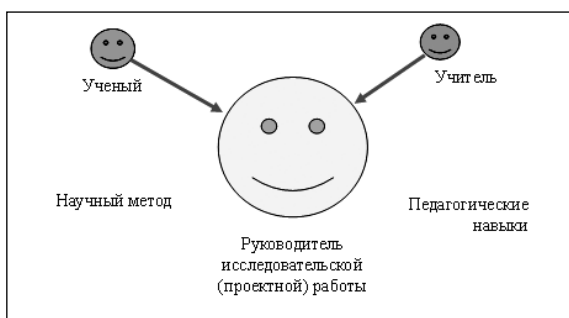 Ученый
Учитель
Научный метод
Педагогические
навыки
Руководитель
исследовательской
(проектной) работы